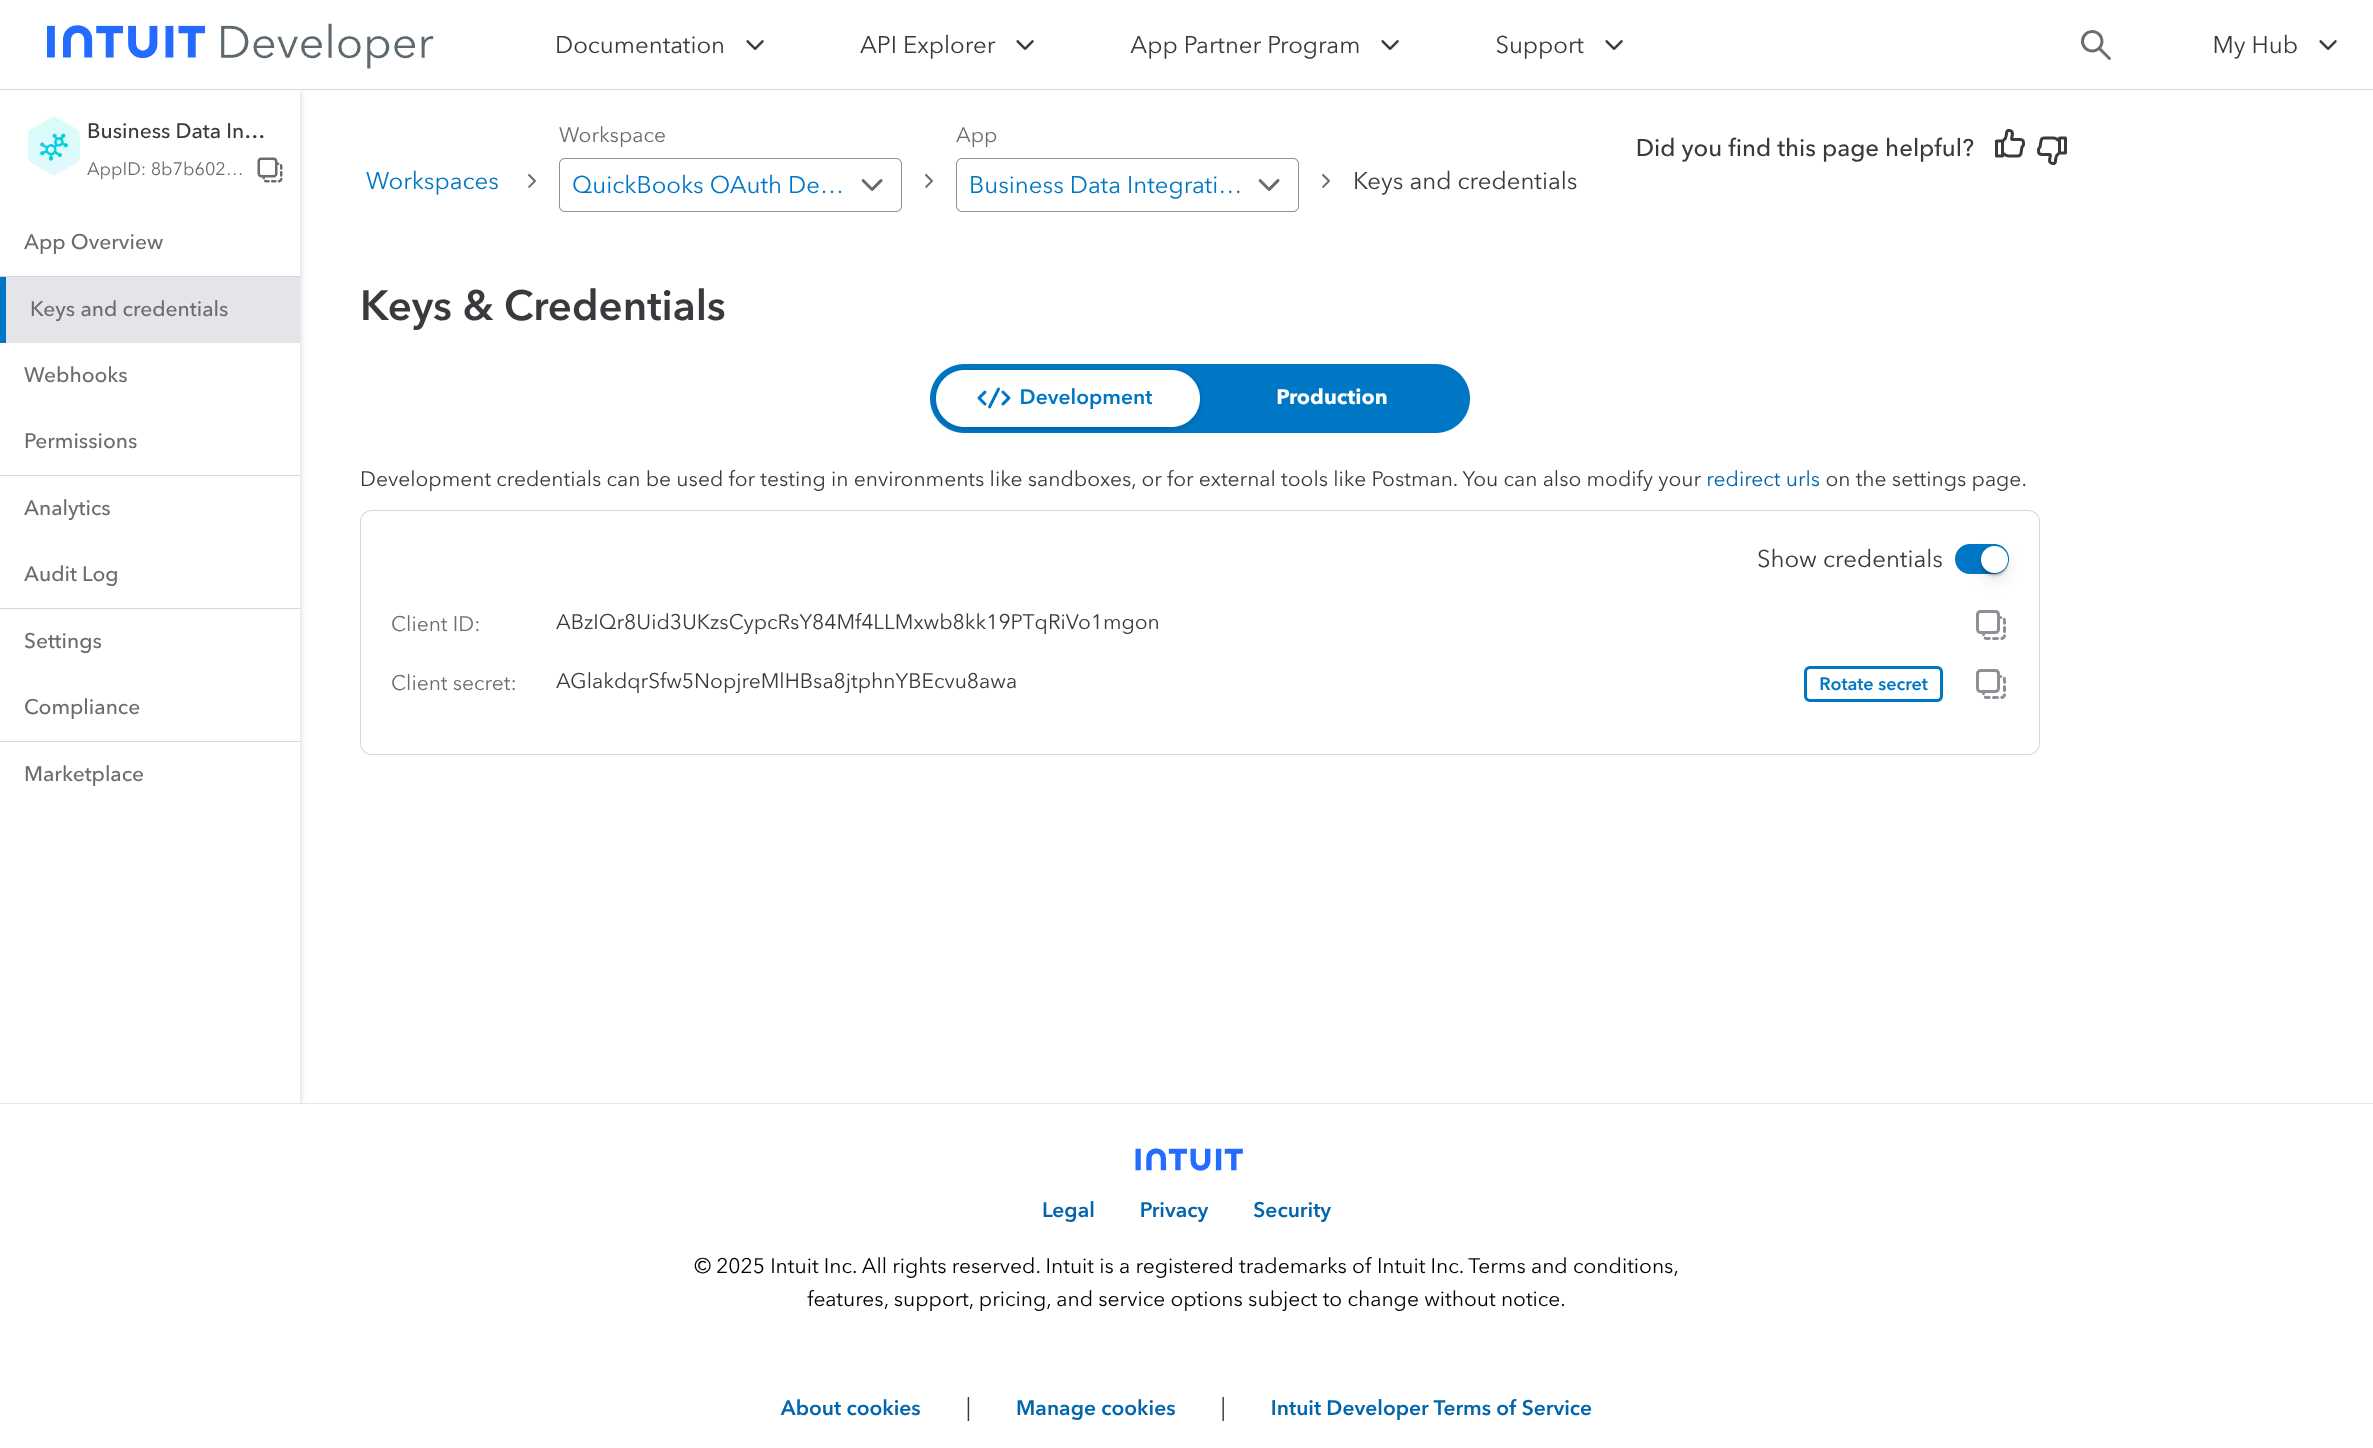 INTUIT Developer
Documentation
API Explorer
App Partner Program
Support
My Hub
Business Data In...
AppID: 8b7b602...
App Overview
Keys and credentials
Webhooks
Permissions
Analytics
Audit Log
Settings
Compliance
Marketplace
Workspaces
Workspace
QuickBooks OAuth De...
App
Business Data Integrati...
Keys and credentials
Did you find this page helpful?
Keys & Credentials
</> Development
Production
Development credentials can be used for testing in environments like sandboxes, or for external tools like Postman. You can also modify your redirect urls on the settings page.
Show credentials
Client ID: ABzIQr8Uid3UKzsCypcRsY84Mf4LLMxwb8kk19PTqRiVo1mgon
Client secret: AGlakdqrSfw5NopjreMlHBsa8jtphnYBEcvu8awa
Rotate secret
INTUIT
Legal
Privacy
Security
© 2025 Intuit Inc. All rights reserved. Intuit is a registered trademarks of Intuit Inc. Terms and conditions,
features, support, pricing, and service options subject to change without notice.
About cookies | Manage cookies | Intuit Developer Terms of Service